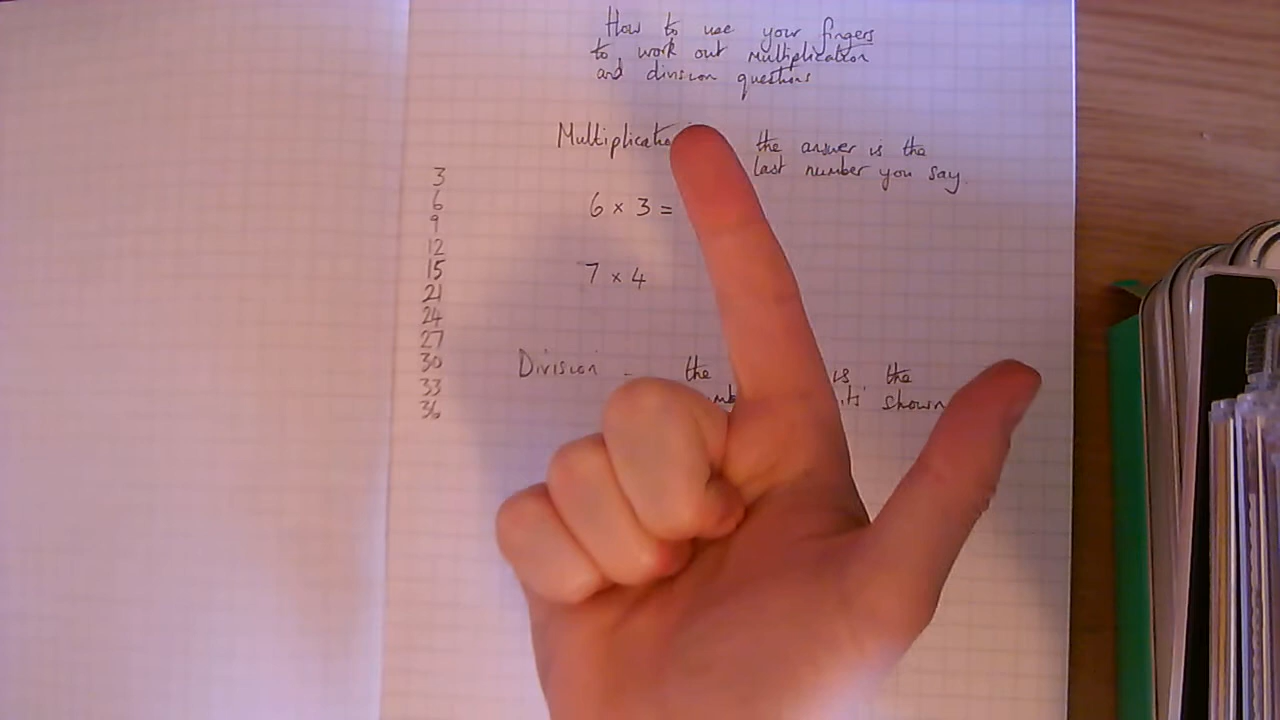 How to use your fingers
to work out multiplication
and division questions
Multiplicatio
the answer is the
last number you say.
3
6
9
12
15
21
24
27
30
33
36
6 × 3 =
7 × 4
Division - the is the
shown